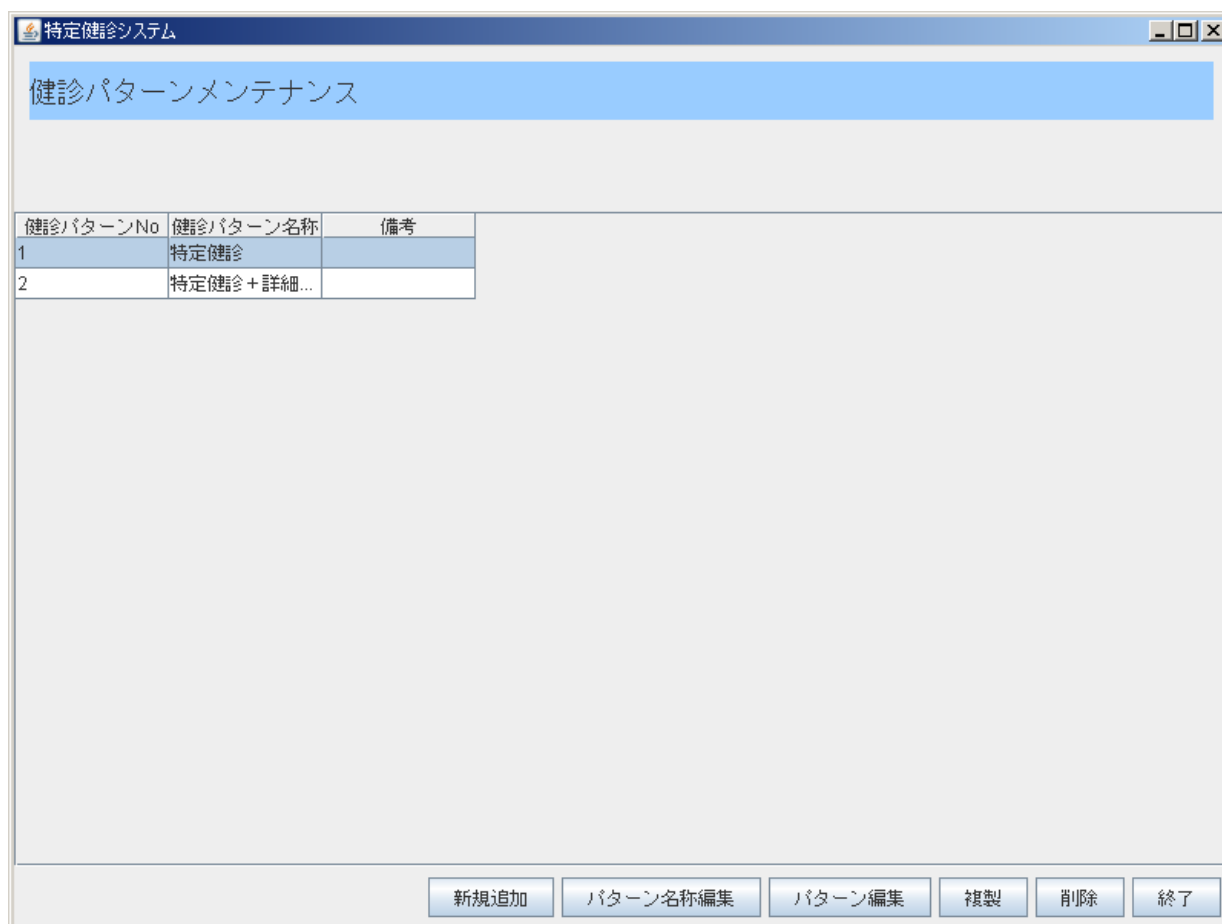 特定健診システム
健診パターンメンテナンス
健診パターンNo 健診パターン名称 備考
1 特定健診
2 特定健診＋詳細...
新規追加 パターン名称編集 パターン編集 複製 削除 終了